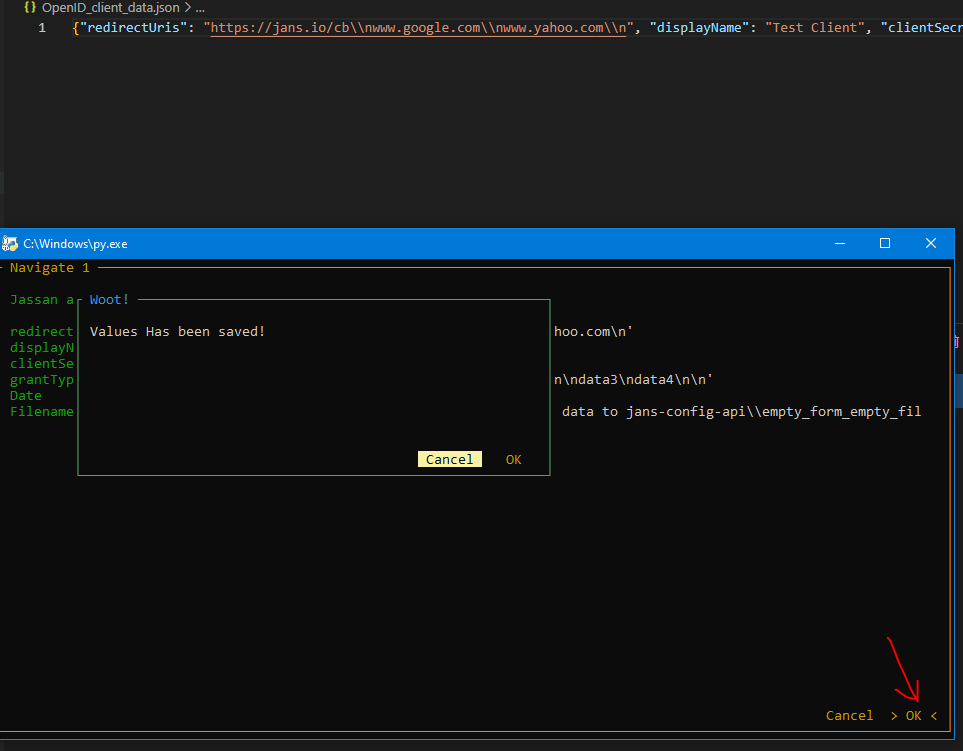 {} OpenID_client_data.json > ...
1 {"redirectUris": "https://jans.io/cb\\nwww.google.com\\nwww.yahoo.com\\n", "displayName": "Test Client", "clientSecr
C:\Windows\py.exe
Navigate 1
Jassan a
Woot!
Values Has been saved!
redirect hoo.com\n'
displayN
clientSe
grantTyp n\ndata3\ndata4\n\n'
Date
Filename data to jans-config-api\\empty_form_empty_fil
Cancel OK
Cancel > OK <